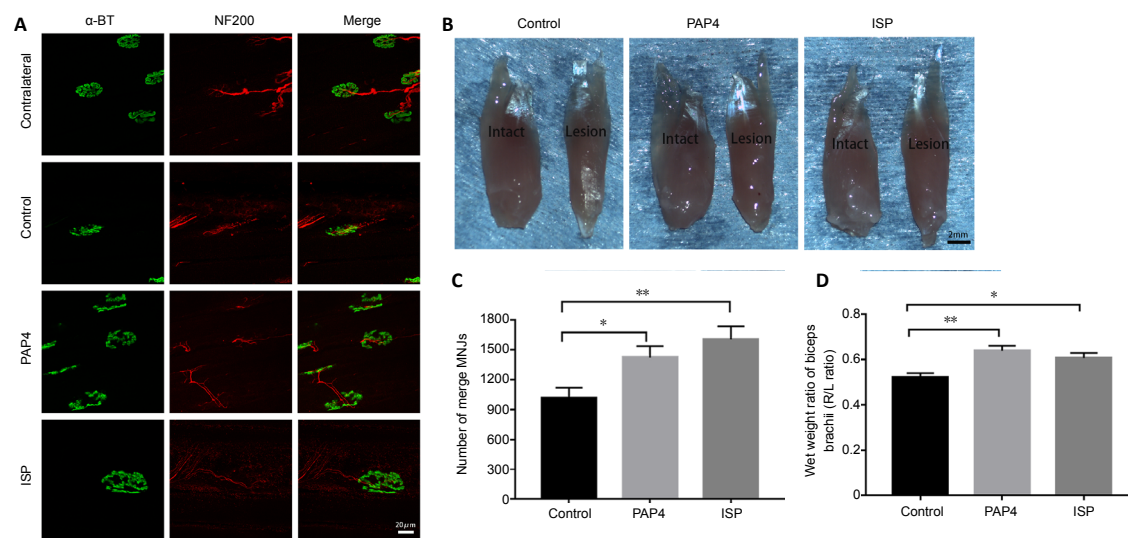 A
α-BT
NF200
Merge
Contralateral
Control
PAP4
ISP
20μm
B
Control
PAP4
ISP
Intact
Lesion
Intact
Lesion
Intact
Lesion
2mm
C
Number of merge MNJs
1800
1500
1200
900
600
300
0
*
**
Control
PAP4
ISP
D
Wet weight ratio of biceps
brachii (R/L ratio)
0.8
0.6
0.4
0.2
0
**
*
Control
PAP4
ISP